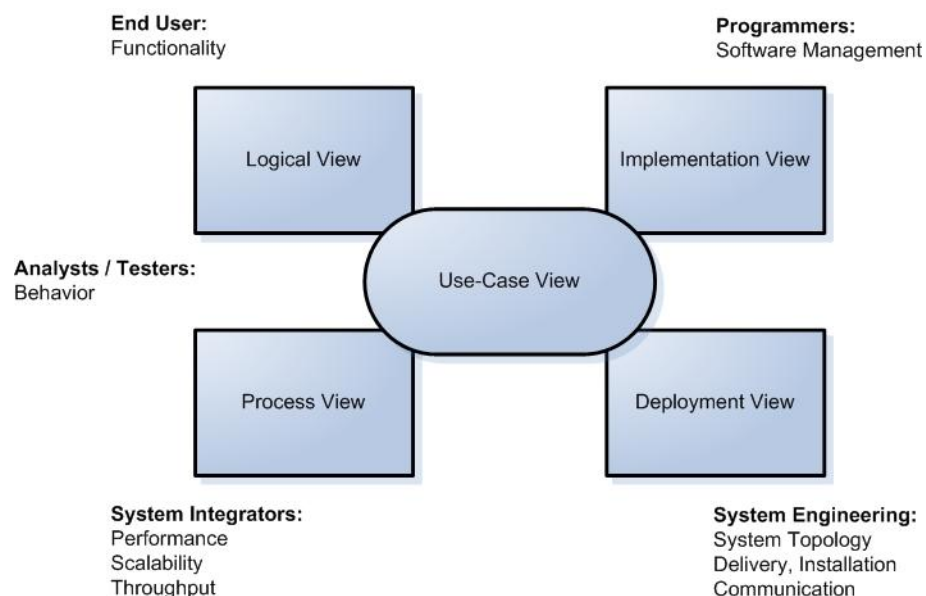 End User:
Functionality
Programmers:
Software Management
Logical View
Implementation View
Analysts / Testers:
Behavior
Use-Case View
Process View
Deployment View
System Integrators:
Performance
Scalability
Throughput
System Engineering:
System Topology
Delivery, Installation
Communication